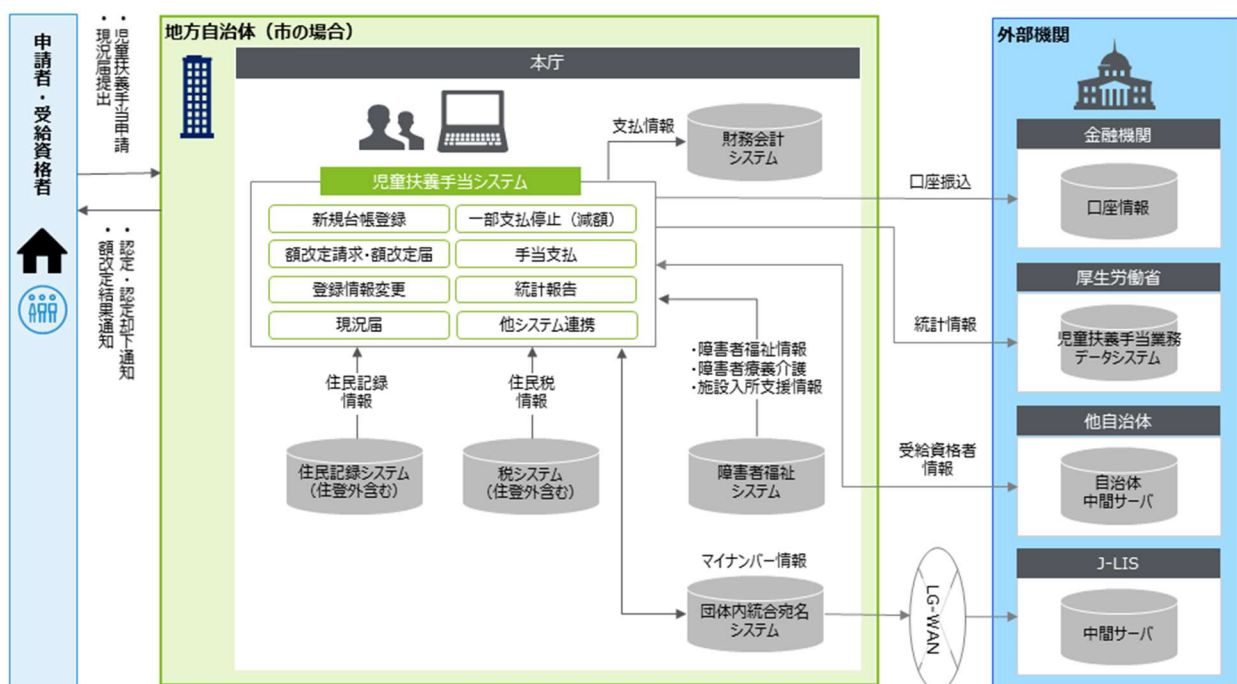 申請者・受給資格者
・児童扶養手当申請
・現況届提出
・認定・認定却下通知
・額改定結果通知
地方自治体（市の場合）
本庁
支払情報
財務会計
システム
児童扶養手当システム
新規台帳登録
一部支払停止（減額）
額改定請求・額改定届
手当支払
登録情報変更
統計報告
現況届
他システム連携
住民記録
情報
住民税
情報
・障害者福祉情報
・障害者療養介護
・施設入所支援情報
住民記録システム
(住登外含む)
税システム
(住登外含む)
障害者福祉
システム
マイナンバー情報
団体内統合宛名
システム
口座振込
統計情報
受給資格者
情報
LG-WAN
外部機関
金融機関
口座情報
厚生労働省
児童扶養手当業務
データシステム
他自治体
自治体
中間サーバ
J-LIS
中間サーバ